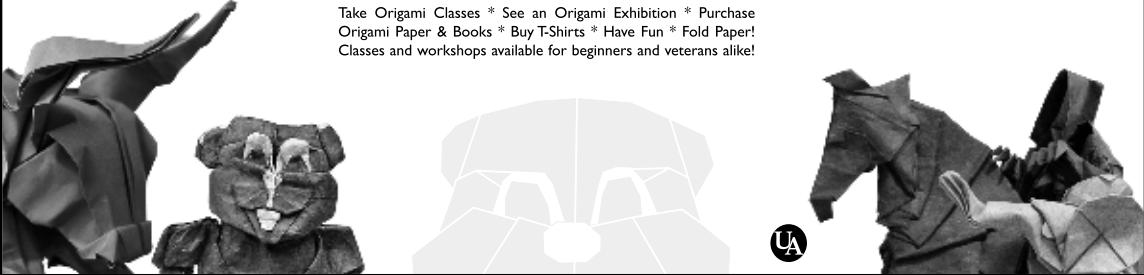 Take Origami Classes * See an Origami Exhibition * Purchase
Origami Paper & Books * Buy T-Shirts * Have Fun * Fold Paper!
Classes and workshops available for beginners and veterans alike!
UA